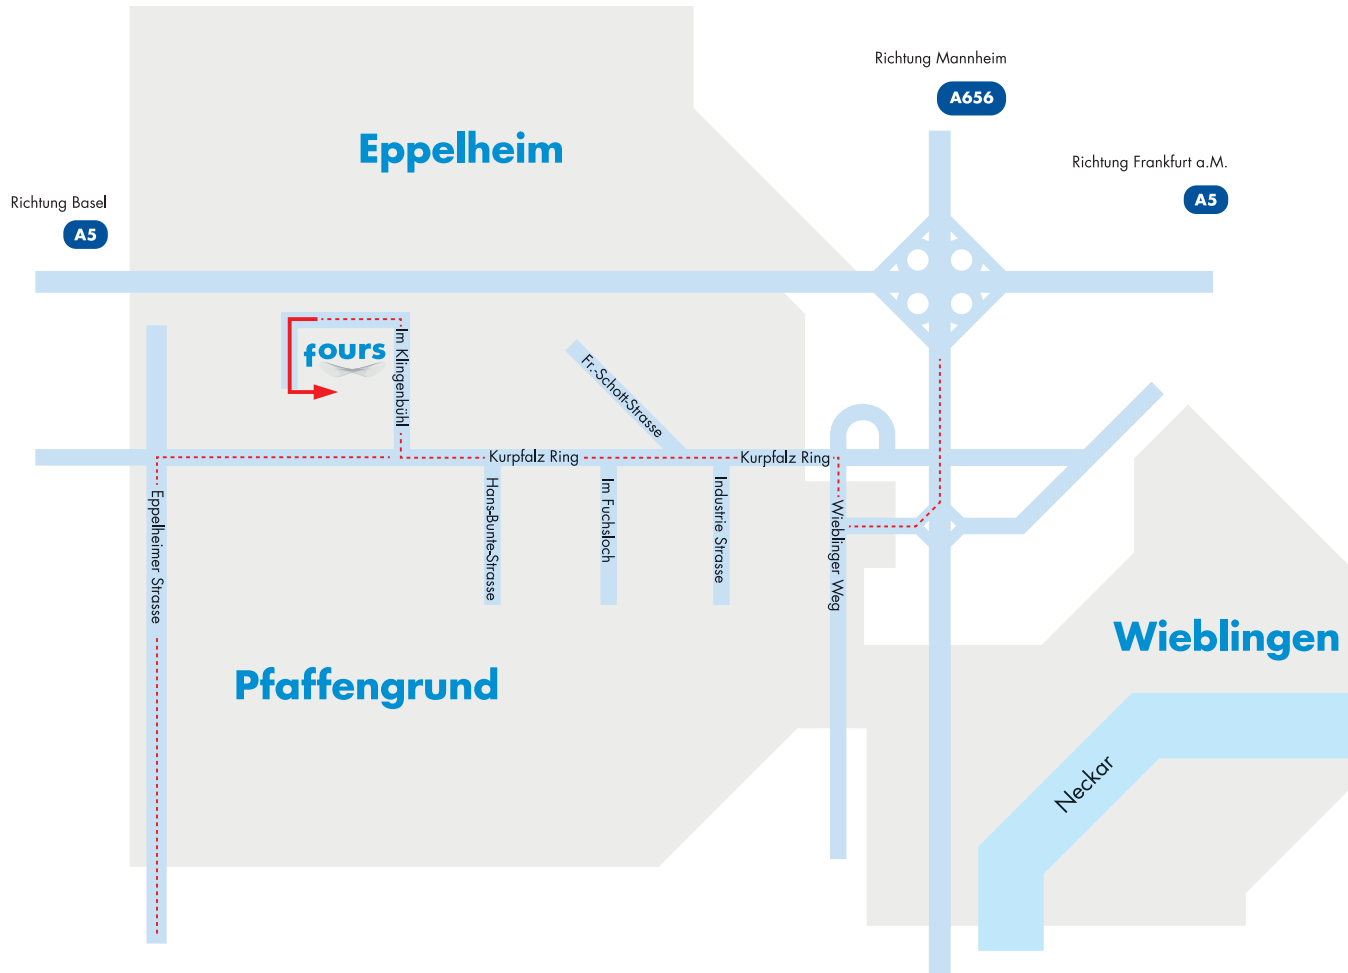 Richtung Mannheim
A656
Eppelheim
Richtung Frankfurt a.M.
A5
Richtung Basel
A5
fours
Im Klingenbühl
Fr.-Schott-Strasse
Kurpfalz Ring
Kurpfalz Ring
Eppelheimer Strasse
Hans-Bunte-Strasse
Im Fuchsloch
Industrie Strasse
Wieblinger Weg
Wieblingen
Pfaffengrund
Neckar